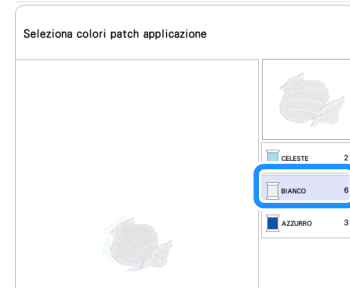 Seleziona colori patch applicazione
CELESTE 2
BIANCO 6
AZZURRO 3